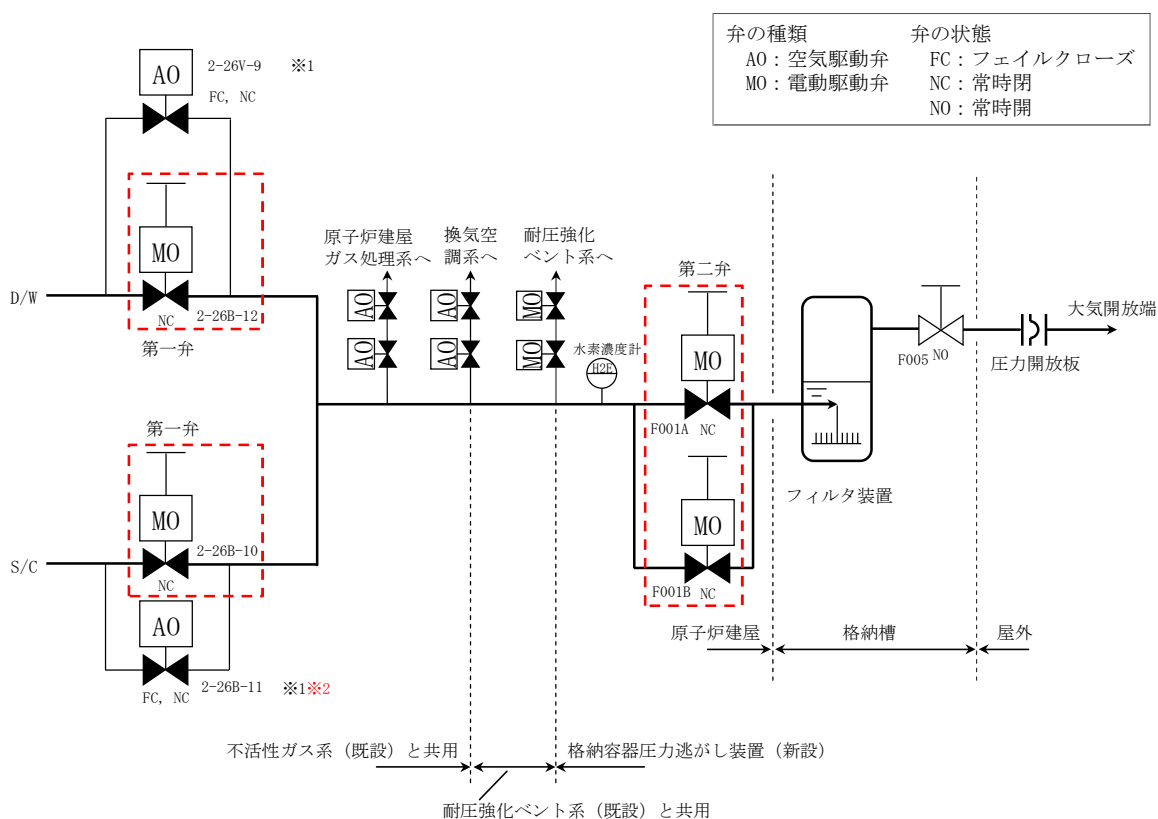 弁の種類
AO：空気駆動弁
MO：電動駆動弁
弁の状態
FC：フェイルクローズ
NC：常時閉
NO：常時開
AO
2-26V-9 ※1
FC, NC
MO
D/W
NC
2-26B-12
第一弁
原子炉建屋
ガス処理系へ
換気空
調系へ
耐圧強化
ベント系へ
AO
AO
MO
AO
AO
MO
水素濃度計
H2E
第二弁
MO
F001A NC
MO
F001B NC
フィルタ装置
F005 NO
圧力開放板
大気開放端
第一弁
MO
2-26B-10
S/C
NC
AO
2-26B-11 ※1※2
FC, NC
原子炉建屋
格納槽
屋外
不活性ガス系（既設）と共用
格納容器圧力逃がし装置（新設）
耐圧強化ベント系（既設）と共用